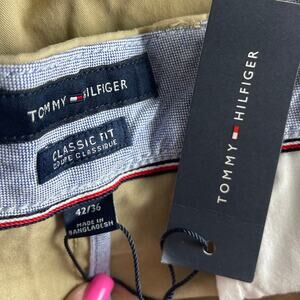 TOMMY HILFIGER
CLASSIC FIT
COUPE CLASSIQUE
42/36
MADE IN
BANGLADESH
TOMMY HILFIGER